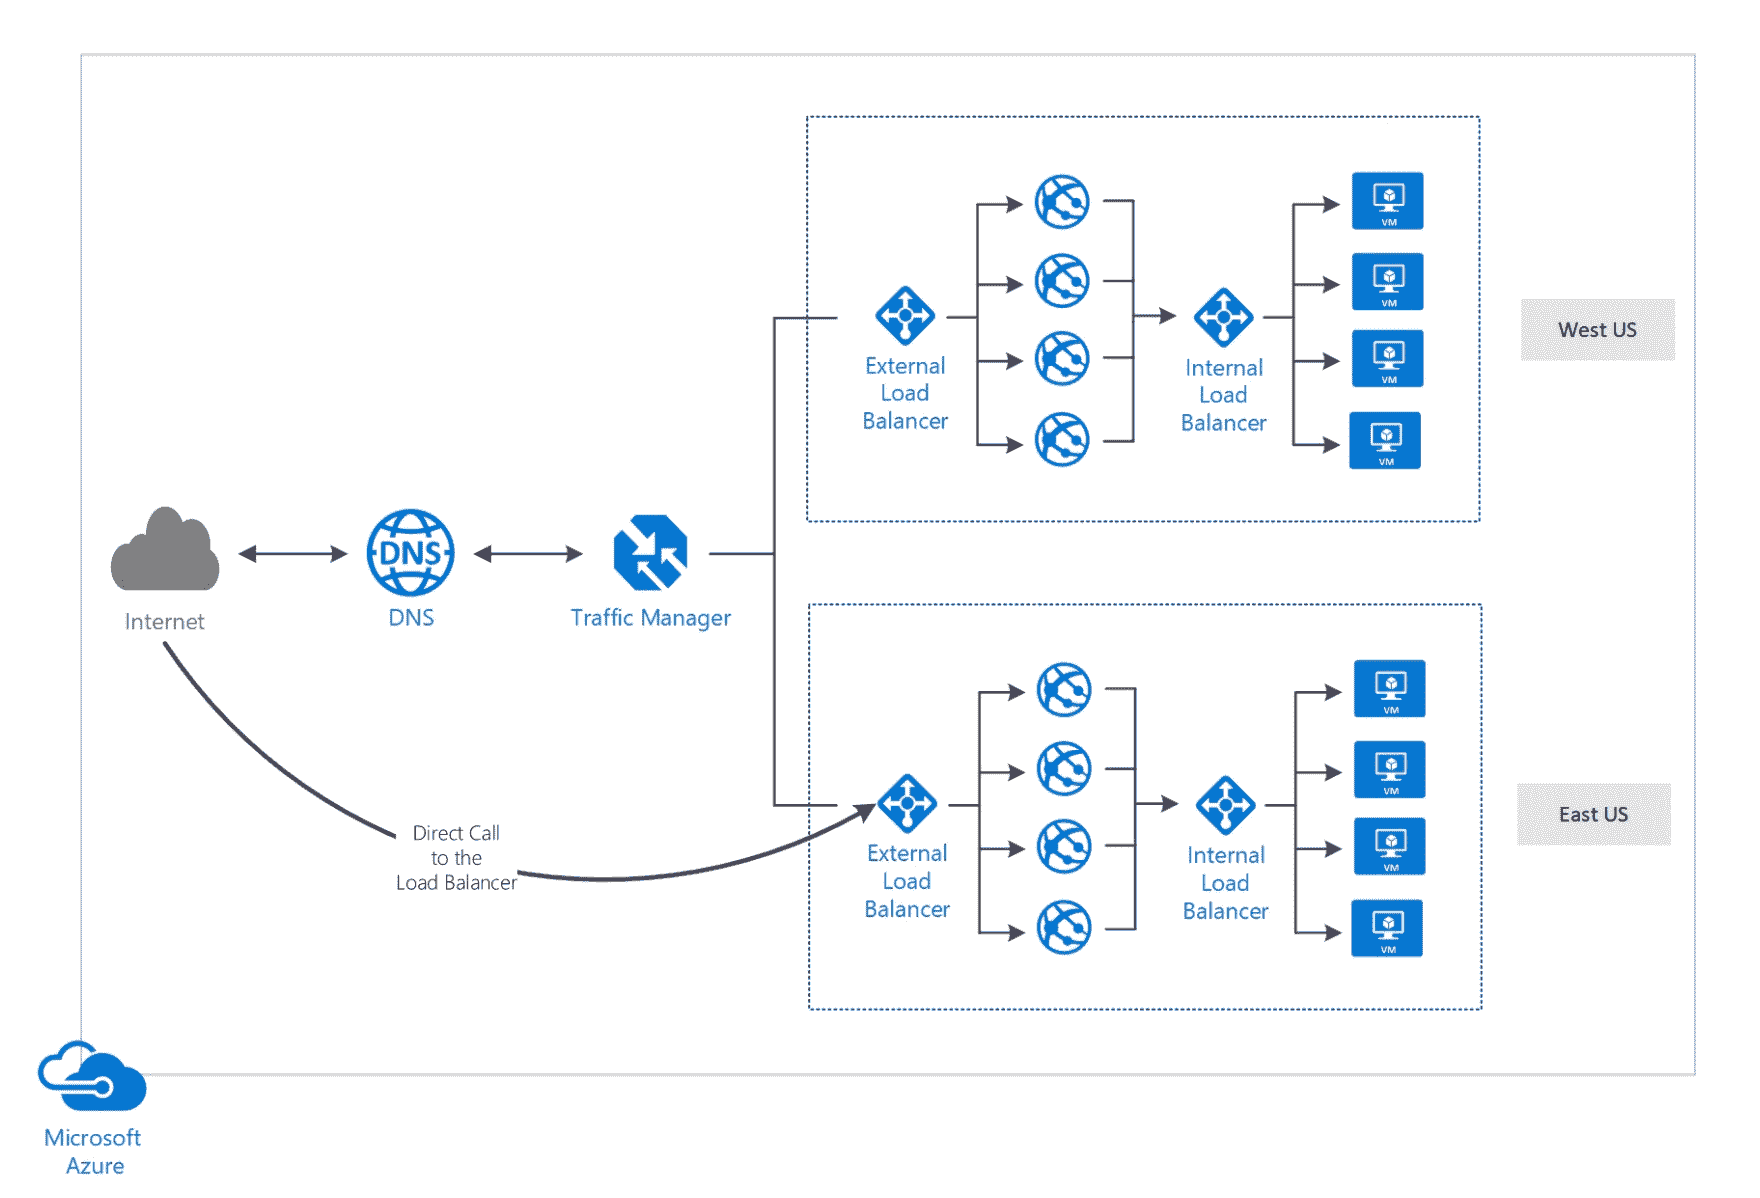 VM
VM
External
Load
Balancer
Internal
Load
Balancer
West US
VM
VM
DNS
Internet
DNS
Traffic Manager
VM
VM
Direct Call
to the
Load Balancer
External
Load
Balancer
Internal
Load
Balancer
East US
VM
VM
Microsoft
Azure